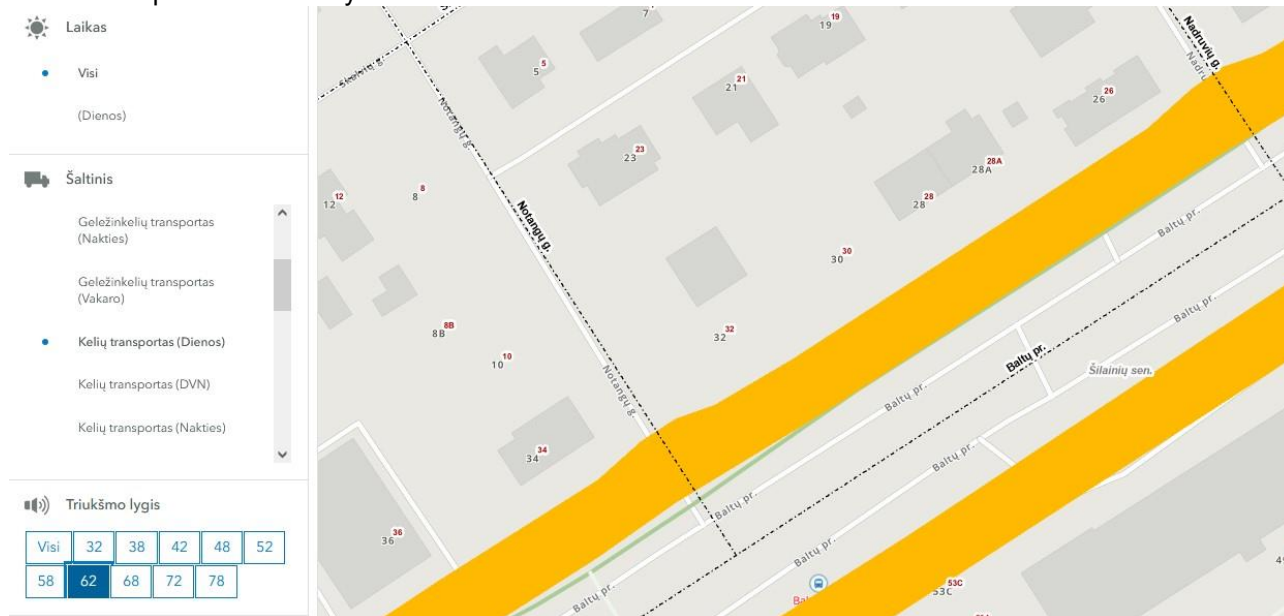 Laikas
Visi
(Dienos)
Šaltinis
Geležinkelių transportas
(Nakties)
Geležinkelių transportas
(Vakaro)
Kelių transportas (Dienos)
Kelių transportas (DVN)
Kelių transportas (Nakties)
Triukšmo lygis
Visi 32 38 42 48 52
58 62 68 72 78
7
19
19
Nadruvių g.
Skalvių g.
5
5
21
21
26
26
Notangų g.
23
23
28A
28A
12
12
8
8
28
28
Notangų g.
Baltų pr.
30
30
8B
8B
32
32
Baltų pr.
Baltų pr.
Šilainių sen.
10
10
Notangų g.
Baltų pr.
34
34
Baltų pr.
36
36
Baltų pr.
Baltų pr.
53C
53C
Baltų pr.